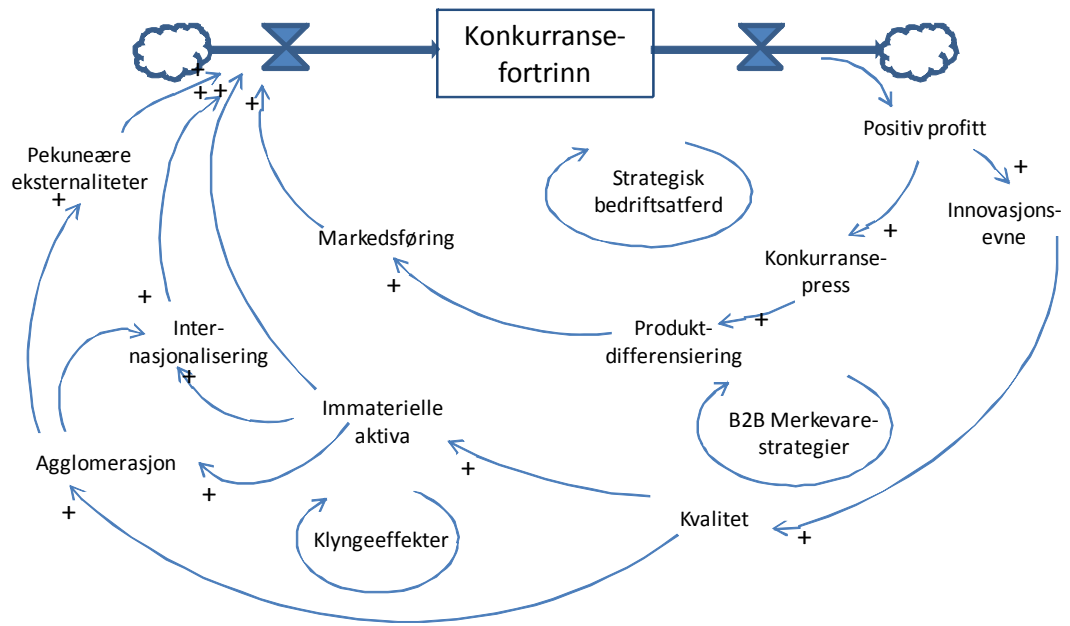 Konkurranse-
fortrinn
+
+
+
+
Positiv profitt
Pekuneære
eksternaliteter
+
+
Strategisk
bedriftsatferd
Innovasjons-
evne
Markedsføring
+
Konkurranse-
press
+
+
+
Inter-
nasjonalisering
+
Produkt-
differensiering
Immaterielle
aktiva
B2B Merkevare-
strategier
Agglomerasjon
+
+
+
Kvalitet
+
Klyngeeffekter